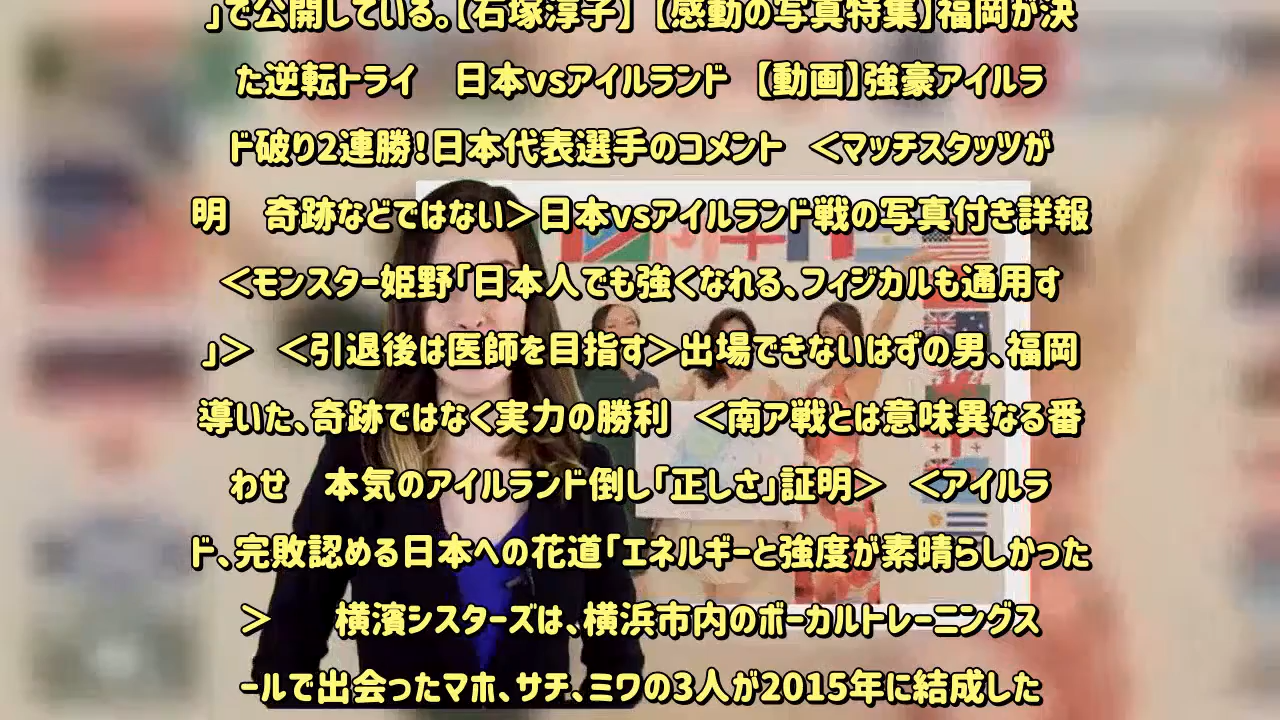 」で公開している。【石塚淳子】 【感動の写真特集】福岡が決
た逆転トライ　日本vsアイルランド 【動画】強豪アイルラ
ド破り2連勝！日本代表選手のコメント ＜マッチスタッツが
明　奇跡などではない＞日本vsアイルランド戦の写真付き詳報
＜モンスター姫野「日本人でも強くなれる、フィジカルも通用す
」＞ ＜引退後は医師を目指す＞出場できないはずの男、福岡
導いた、奇跡ではなく実力の勝利 ＜南ア戦とは意味異なる番
わせ　本気のアイルランド倒し「正しさ」証明＞ ＜アイルラ
ド、完敗認める日本への花道「エネルギーと強度が素晴らしかった
＞　　横濱シスターズは、横浜市内のボーカルトレーニングス
ールで出会ったマホ、サチ、ミワの3人が2015年に結成した